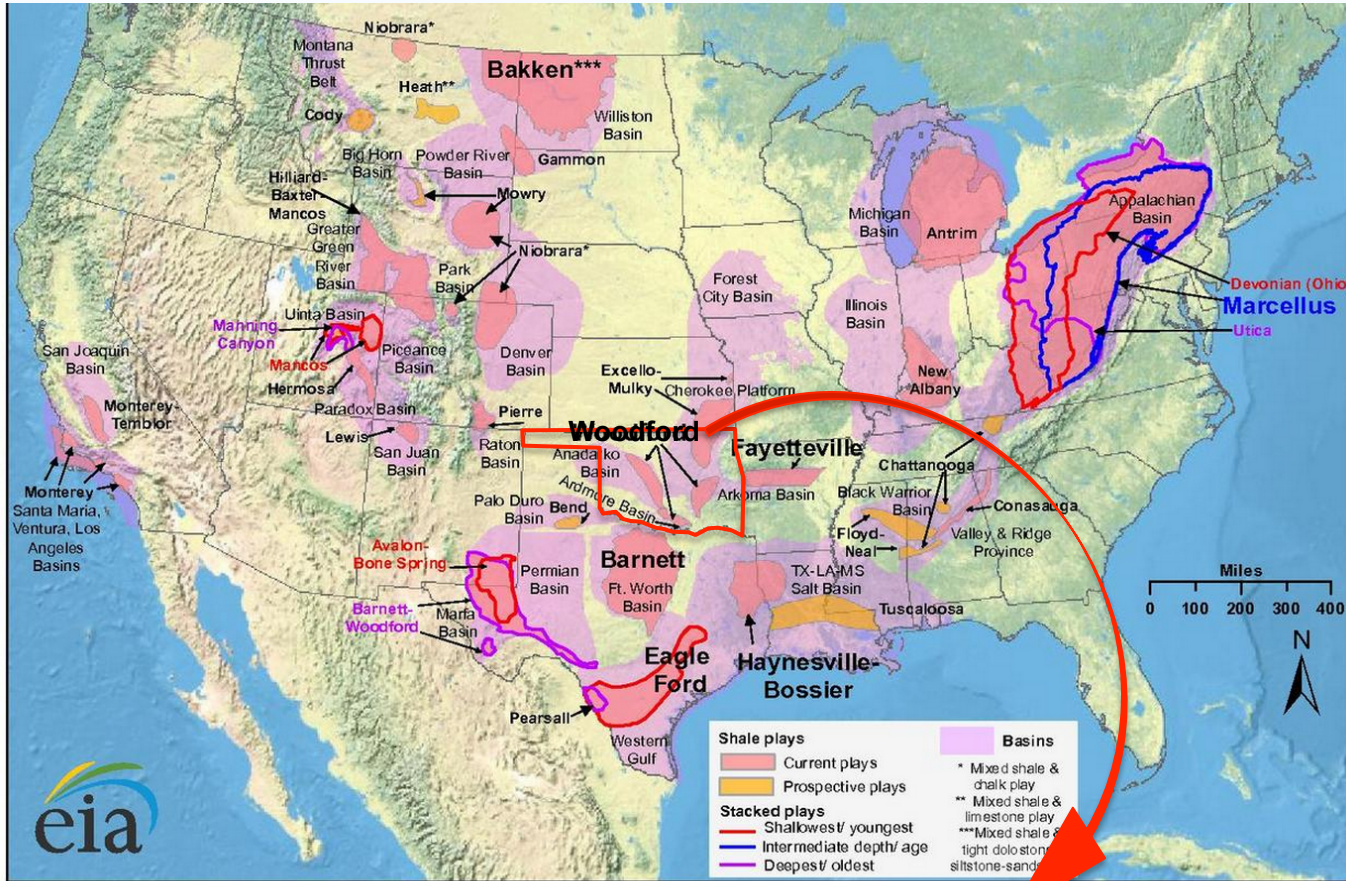 Niobrara*
Montana
Thrust
Belt
Bakken***
Heath**
Cody
Williston
Basin
Big Horn
Basin
Powder River
Basin
Gammon
Hilliard-
Baxter-
Mancos
Mowry
Greater
Green
River
Basin
Niobrara*
Park
Basin
Michigan
Basin
Antrim
Appalachian
Basin
Devonian (Ohio
Marcellus
Utica
Forest
City Basin
Illinois
Basin
Uinta Basin
Manning
Canyon
Mancos
Piceance
Basin
Denver
Basin
Hermosa
Paradox Basin
San Joaquin
Basin
Monterey-
Temblor
Excello-
Mulky
Cherokee Platform
New
Albany
Pierre
Lewis
San Juan
Basin
Raton
Basin
Woodford
Anadarko
Basin
Fayetteville
Chattanooga
Arkoma Basin
Ardmore Basin
Black Warrior
Basin
Conasauga
Monterey
Santa Maria,
Ventura, Los
Angeles
Basins
Palo Duro
Basin
Bend
Floyd-
Neal
Valley & Ridge
Province
Avalon-
Bone Spring
Permian
Basin
Barnett
Ft. Worth
Basin
TX-LA-MS
Salt Basin
Tuscaloosa
Barnett-
Woodford
Marfa
Basin
Eagle
Ford
Haynesville-
Bossier
Pearsall
Western
Gulf
Miles
0 100 200 300 400
N
Shale plays
Current plays
Prospective plays
Stacked plays
Shallowest/ youngest
Intermediate depth/ age
Deepest/ oldest
Basins
* Mixed shale &
chalk play
** Mixed shale &
limestone play
***Mixed shale &
tight dolostone
siltstone-sands
eia